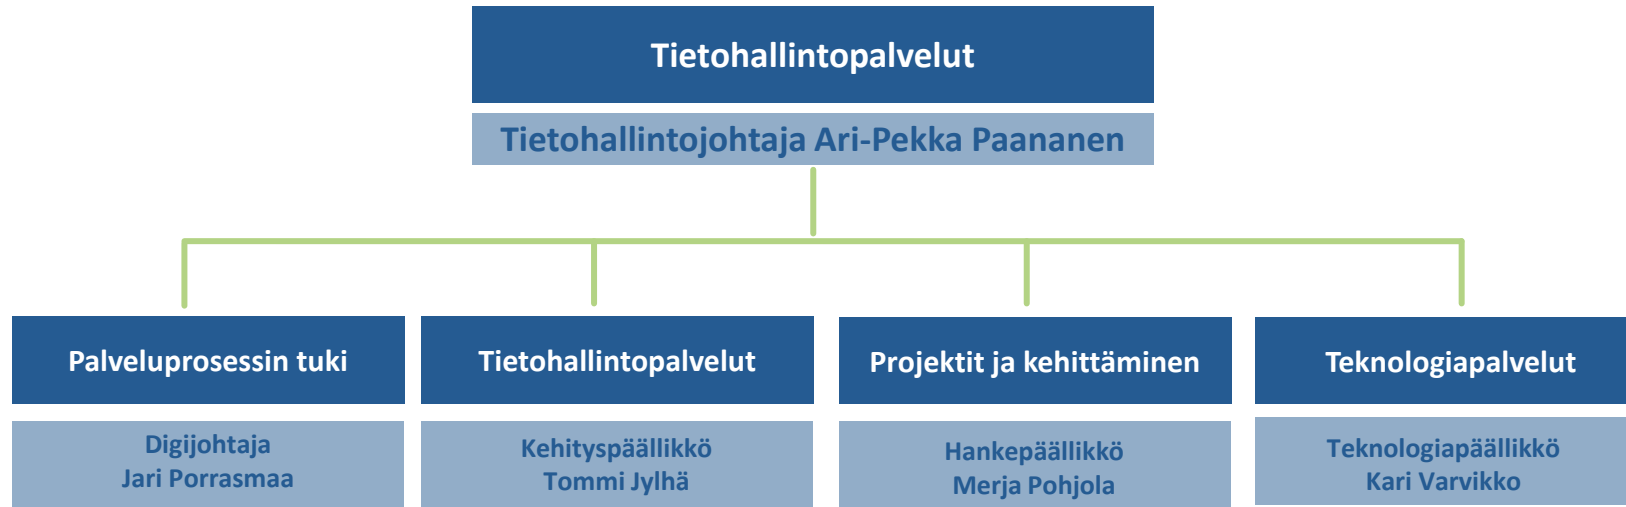 Tietohallintopalvelut
Tietohallintojohtaja Ari-Pekka Paananen
Palveluprosessin tuki
Digijohtaja
Jari Porrasmaa
Tietohallintopalvelut
Kehityspäällikkö
Tommi Jylhä
Projektit ja kehittäminen
Hankepäällikkö
Merja Pohjola
Teknologiapalvelut
Teknologiapäällikkö
Kari Varvikko